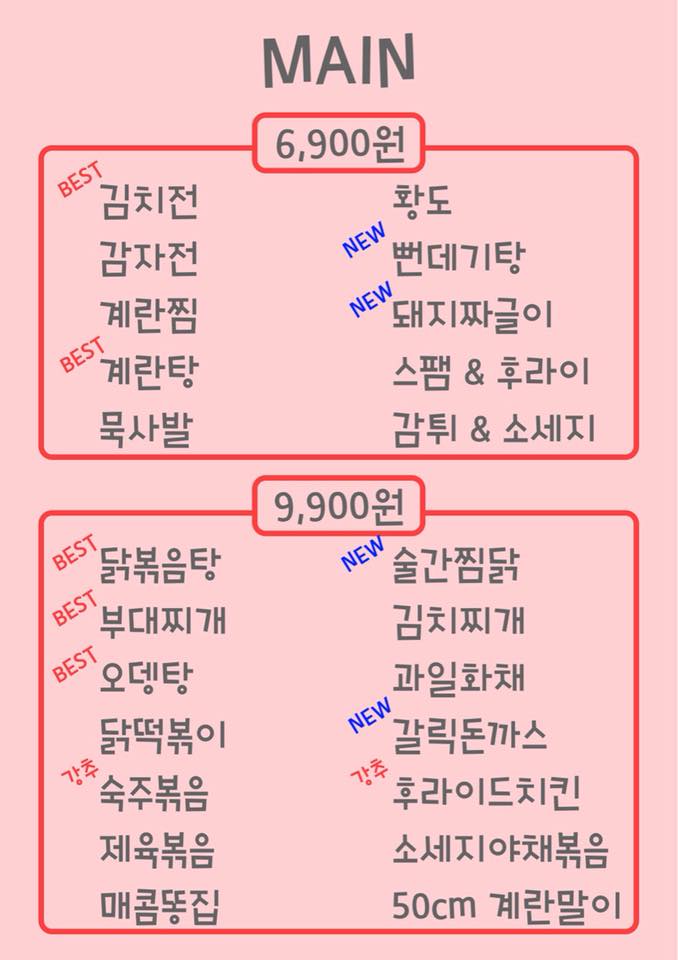 MAIN
6,900원
BEST 김치전
감자전
계란찜
BEST 계란탕
묵사발
황도
NEW 뻔데기탕
NEW 돼지짜글이
스팸 & 후라이
감튀 & 소세지
9,900원
BEST 닭볶음탕
BEST 부대찌개
BEST 오뎅탕
닭떡볶이
강추 숙주볶음
제육볶음
매콤똥집
NEW 술간찜닭
김치찌개
과일화채
NEW 갈릭돈까스
강추 후라이드치킨
소세지야채볶음
50cm 계란말이